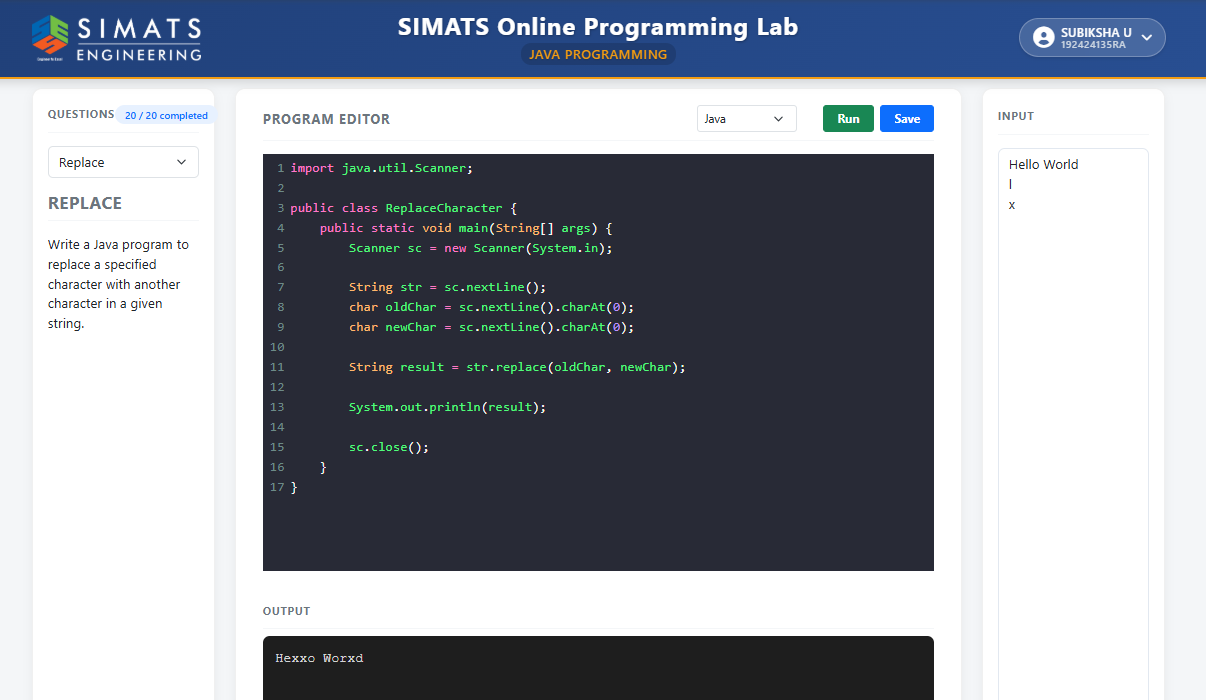 SIMATS
ENGINEERING
Engineer to Excel
SIMATS Online Programming Lab
JAVA PROGRAMMING
SUBIKSHA U
192424135RA
QUESTIONS
20 / 20 completed
Replace
REPLACE
Write a Java program to
replace a specified
character with another
character in a given
string.
PROGRAM EDITOR
Java
Run
Save
1 import java.util.Scanner;
2
3 public class ReplaceCharacter {
4     public static void main(String[] args) {
5         Scanner sc = new Scanner(System.in);
6
7         String str = sc.nextLine();
8         char oldChar = sc.nextLine().charAt(0);
9         char newChar = sc.nextLine().charAt(0);
10
11         String result = str.replace(oldChar, newChar);
12
13         System.out.println(result);
14
15         sc.close();
16     }
17 }
OUTPUT
Hexxo Worxd
INPUT
Hello World
l
x